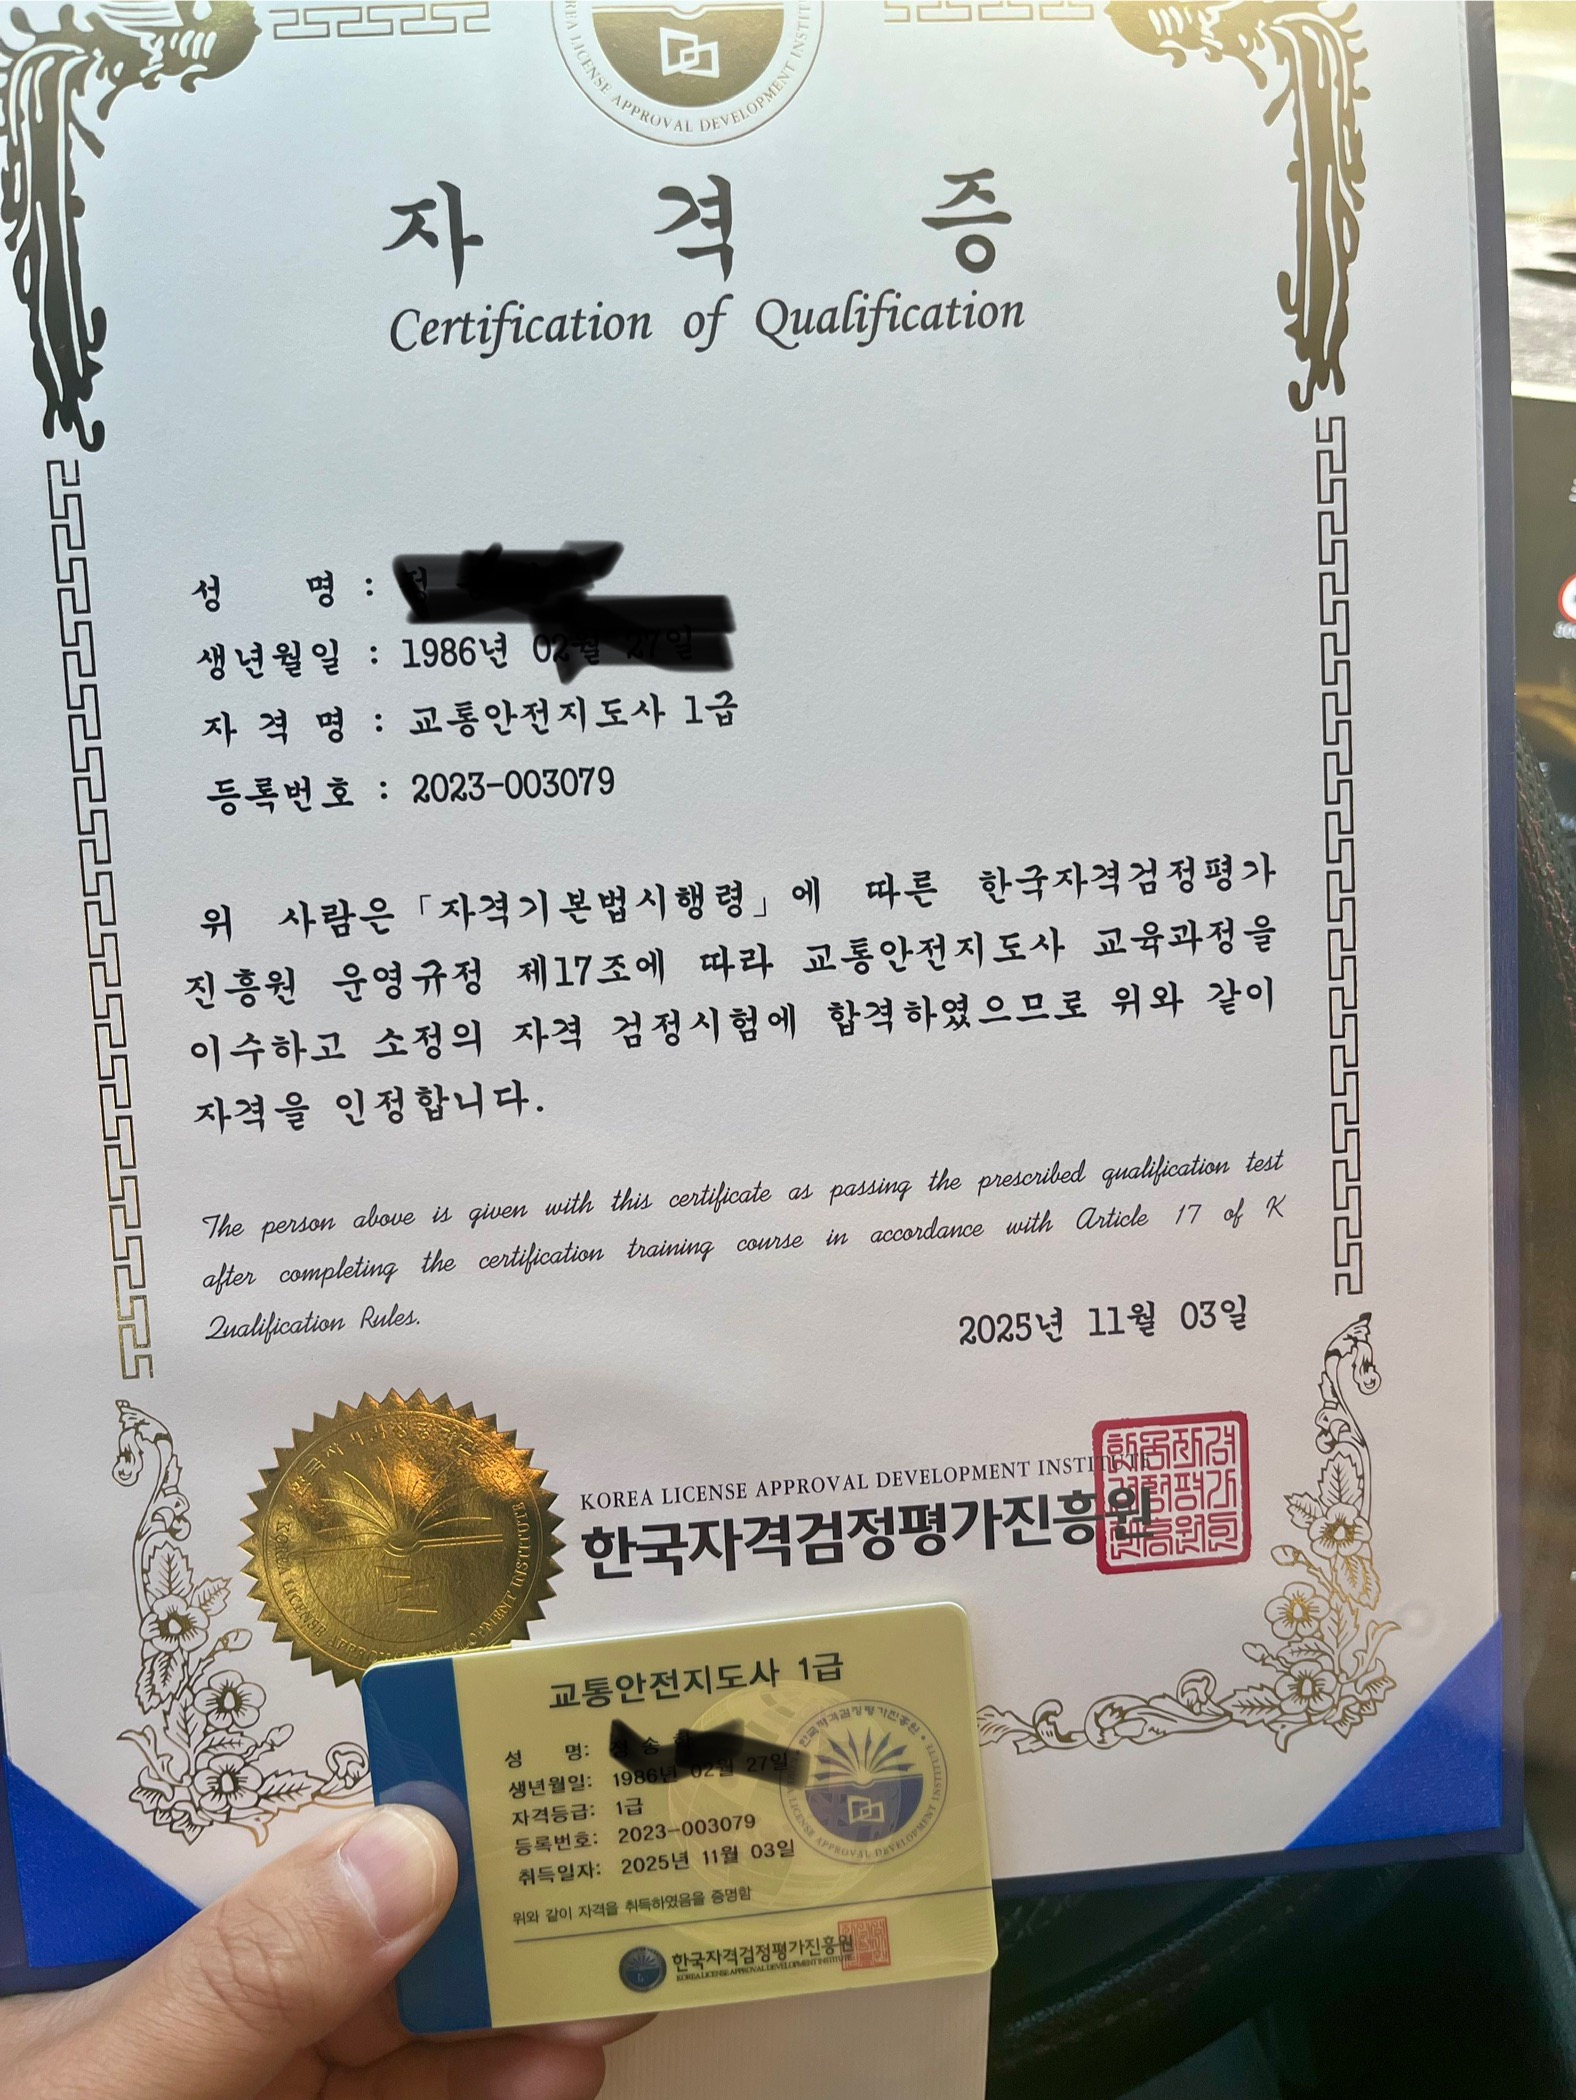 KOREA LICENSE APPROVAL DEVELOPMENT INSTI
자 격 증
Certification of Qualification
성 명 :
생년월일 : 1986년
자 격 명 : 교통안전지도사 1급
등록번호 : 2023-003079
위 사람은 「자격기본법시행령」에 따른 한국자격검정평가
진흥원 운영규정 제17조에 따라 교통안전지도사 교육과정을
이수하고 소정의 자격 검정시험에 합격하였으므로 위와 같이
자격을 인정합니다.
The person above is given with this certificate as passing the prescribed qualification test
after completing the certification training course in accordance with Article 17 of K
Qualification Rules.
2025년 11월 03일
KOREA LICENSE APPROVAL DEVELOPMENT INSTITUTE
한국자격검정평가진흥원
교통안전지도사 1급
성 명:
생년월일: 1986년
자격등급: 1급
등록번호: 2023-003079
취득일자: 2025년 11월 03일
위와 같이 자격을 취득하였음을 증명함
한국자격검정평가진흥원
KOREA LICENSE APPROVAL DEVELOPMENT INSTITUTE